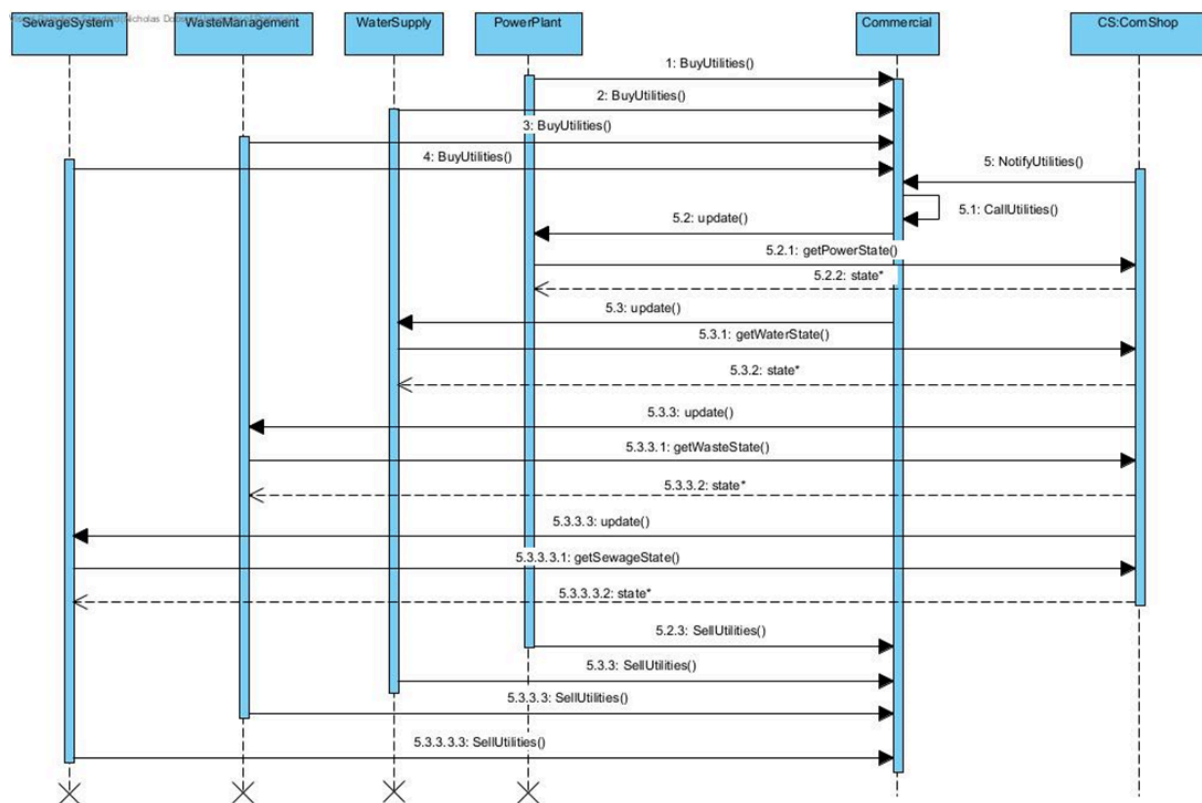 SewageSystem
WasteManagement
WaterSupply
PowerPlant
Commercial
CS:ComShop
1: BuyUtilities()
2: BuyUtilities()
3: BuyUtilities()
4: BuyUtilities()
5: NotifyUtilities()
5.1: CallUtilities()
5.2: update()
5.2.1: getPowerState()
5.2.2: state*
5.3: update()
5.3.1: getWaterState()
5.3.2: state*
5.3.3: update()
5.3.3.1: getWasteState()
5.3.3.2: state*
5.3.3.3: update()
5.3.3.3.1: getSewageState()
5.3.3.3.2: state*
5.2.3: SellUtilities()
5.3.3: SellUtilities()
5.3.3.3: SellUtilities()
5.3.3.3.3: SellUtilities()